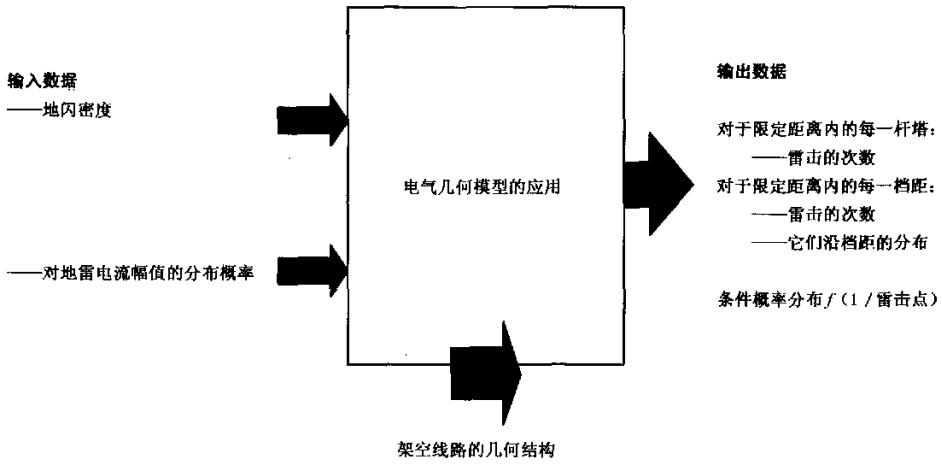 输入数据
——地闪密度
——对地雷电流幅值的分布概率
电气几何模型的应用
架空线路的几何结构
输出数据
对于限定距离内的每一杆塔：
——雷击的次数
对于限定距离内的每一档距：
——雷击的次数
——它们沿档距的分布
条件概率分布f（1／雷击点）